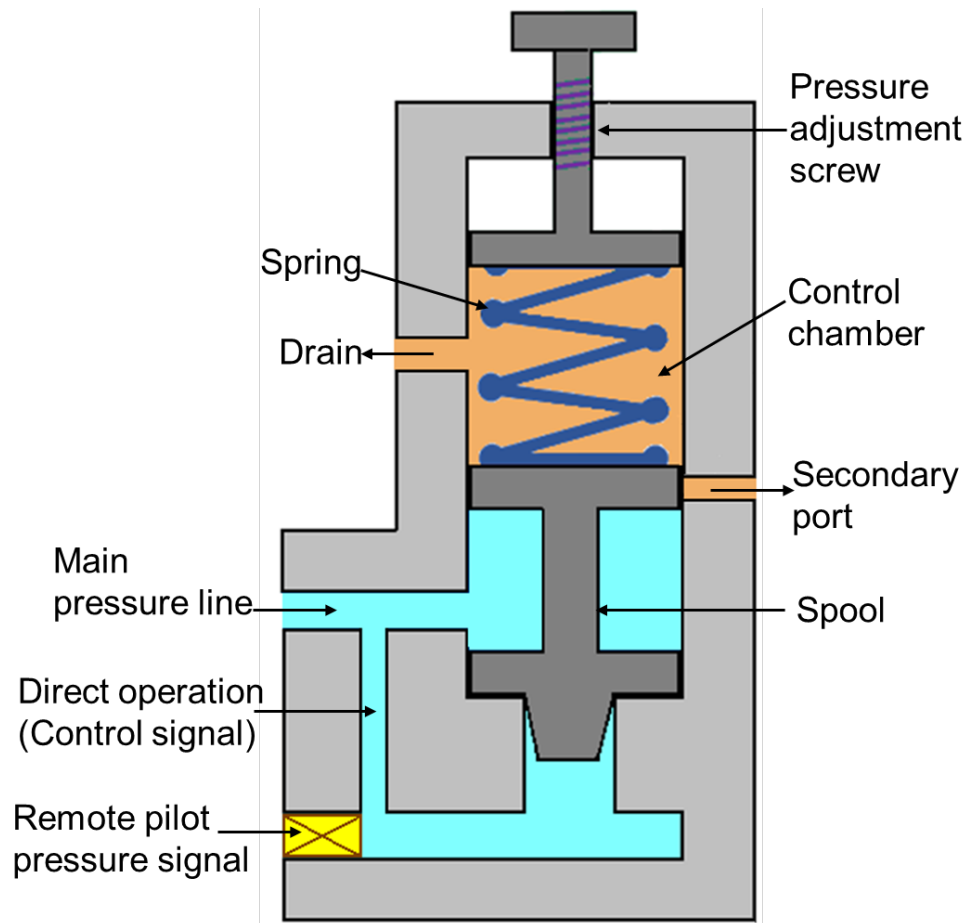 Pressure
adjustment
screw
Spring
Control
chamber
Drain
Secondary
port
Main
pressure line
Spool
Direct operation
(Control signal)
Remote pilot
pressure signal